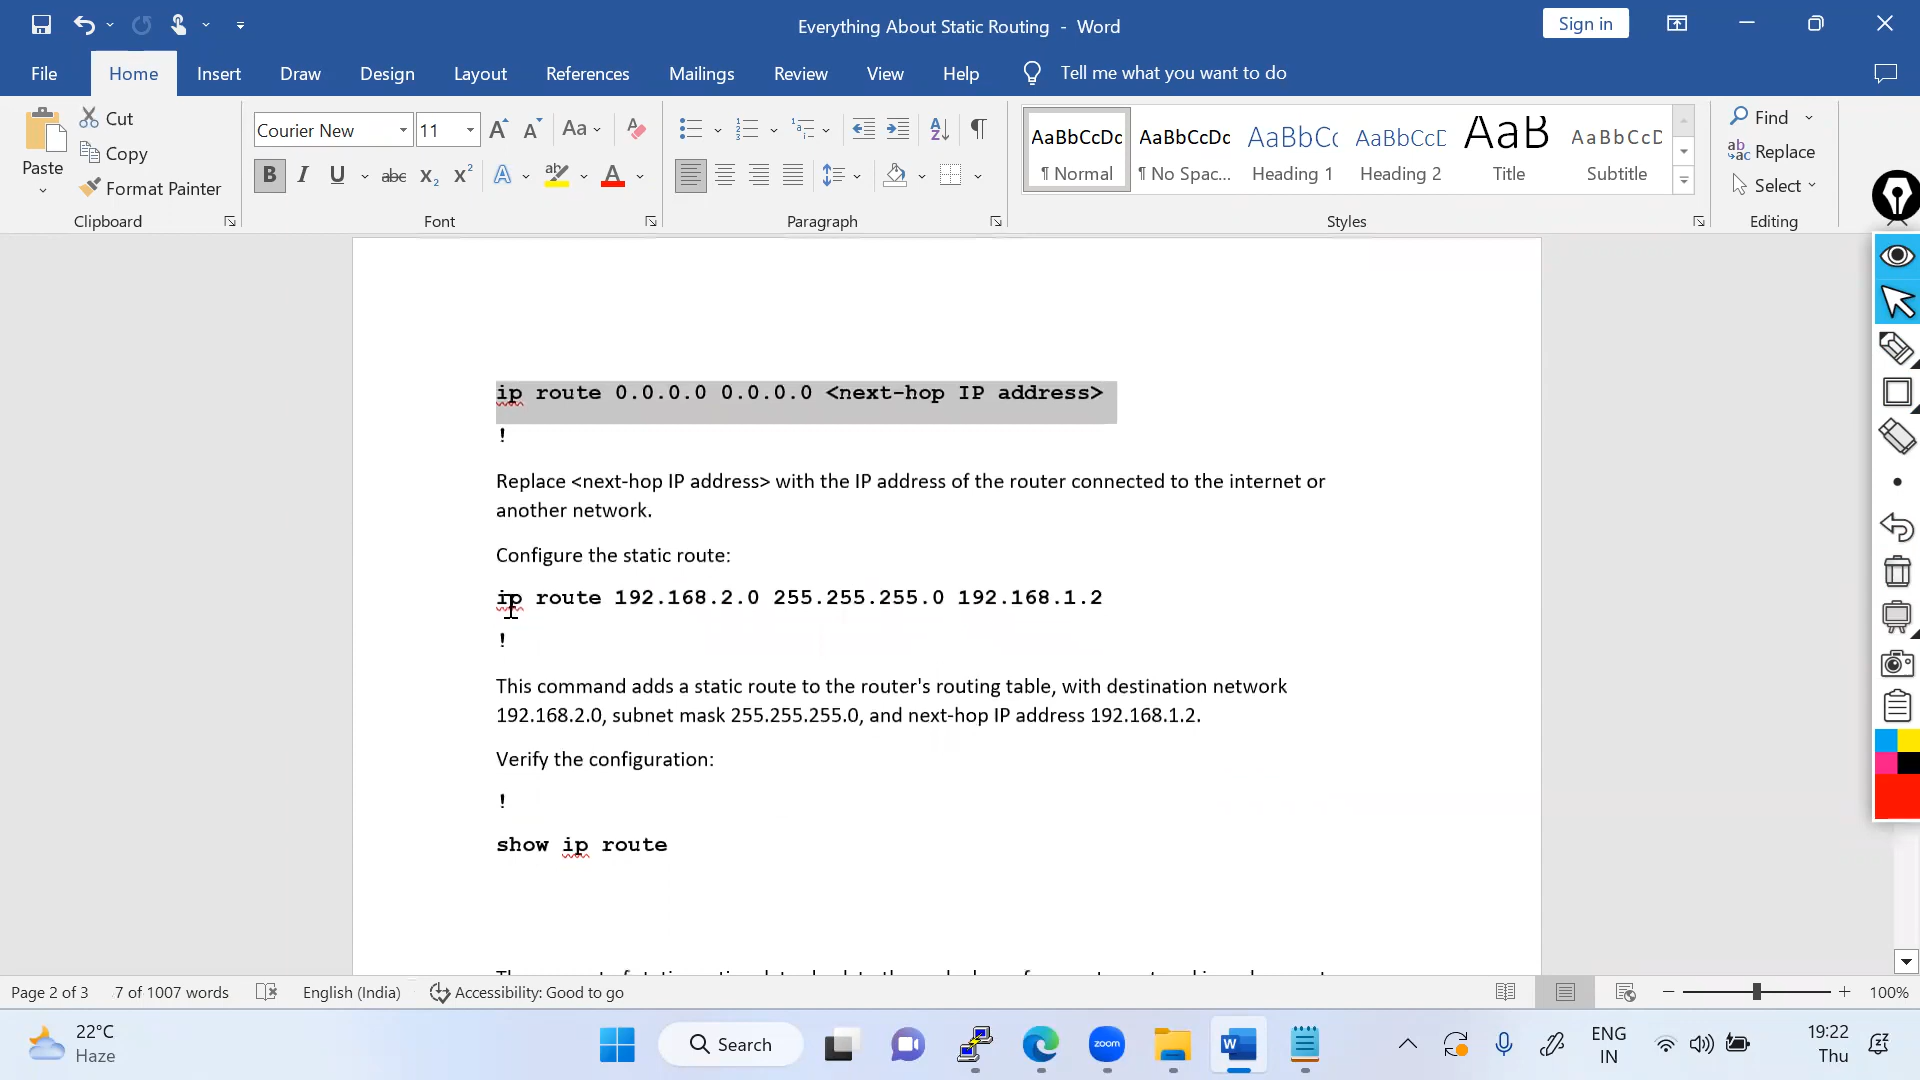 Everything About Static Routing - Word
Sign in
File Home Insert Draw Design Layout References Mailings Review View Help Tell me what you want to do
Paste
Cut
Copy
Format Painter
Clipboard
Courier New 11
Font
Paragraph
AaBbCcDc AaBbCcDc AaBbCc AaBbCcD AaB AaBbCcD
¶ Normal ¶ No Spac... Heading 1 Heading 2 Title Subtitle
Styles
Find
Replace
Select
Editing
ip route 0.0.0.0 0.0.0.0 <next-hop IP address>
!
Replace <next-hop IP address> with the IP address of the router connected to the internet or
another network.
Configure the static route:
ip route 192.168.2.0 255.255.255.0 192.168.1.2
!
This command adds a static route to the router's routing table, with destination network
192.168.2.0, subnet mask 255.255.255.0, and next-hop IP address 192.168.1.2.
Verify the configuration:
!
show ip route
Page 2 of 3 7 of 1007 words English (India) Accessibility: Good to go 100%
22°C
Haze
Search
zoom
ENG
IN
19:22
Thu